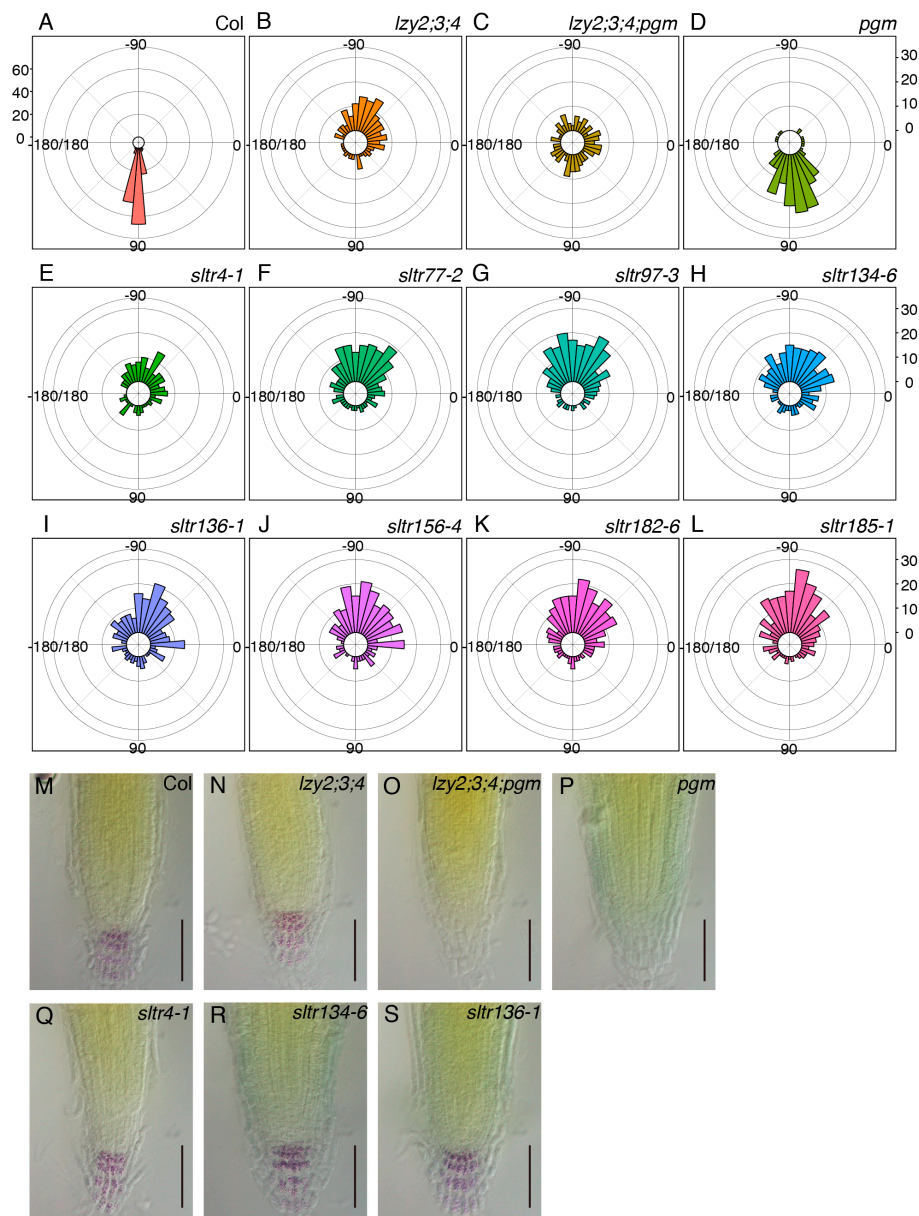 A Col
B lzy2;3;4
C lzy2;3;4;pgm
D pgm
-90 -90 -90 -90
60
40
20
0
30
20
10
0
-180/180 0 -180/180 0 -180/180 0 -180/180 0
90 90 90 90
E sltr4-1
F sltr77-2
G sltr97-3
H sltr134-6
-90 -90 -90 -90
30
20
10
0
-180/180 0 -180/180 0 -180/180 0 -180/180 0
90 90 90 90
I sltr136-1
J sltr156-4
K sltr182-6
L sltr185-1
-90 -90 -90 -90
30
20
10
0
-180/180 0 -180/180 0 -180/180 0 -180/180 0
90 90 90 90
M Col
N lzy2;3;4
O lzy2;3;4;pgm
P pgm
Q sltr4-1
R sltr134-6
S sltr136-1